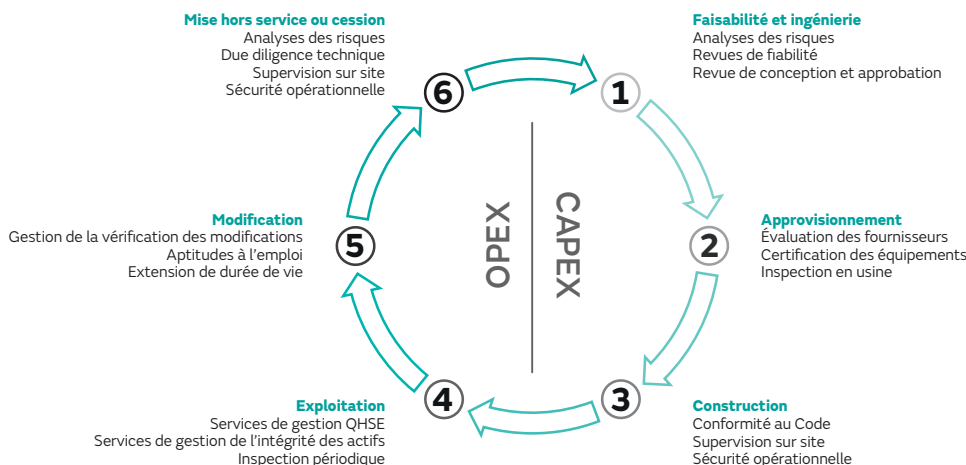 Mise hors service ou cession
Analyses des risques
Due diligence technique
Supervision sur site
Sécurité opérationnelle
6
Faisabilité et ingénierie
Analyses des risques
Revues de fiabilité
Revue de conception et approbation
1
Modification
Gestion de la vérification des modifications
Aptitudes à l’emploi
Extension de durée de vie
5
OPEX
CAPEX
2
Approvisionnement
Évaluation des fournisseurs
Certification des équipements
Inspection en usine
Exploitation
Services de gestion QHSE
Services de gestion de l’intégrité des actifs
Inspection périodique
4
3
Construction
Conformité au Code
Supervision sur site
Sécurité opérationnelle